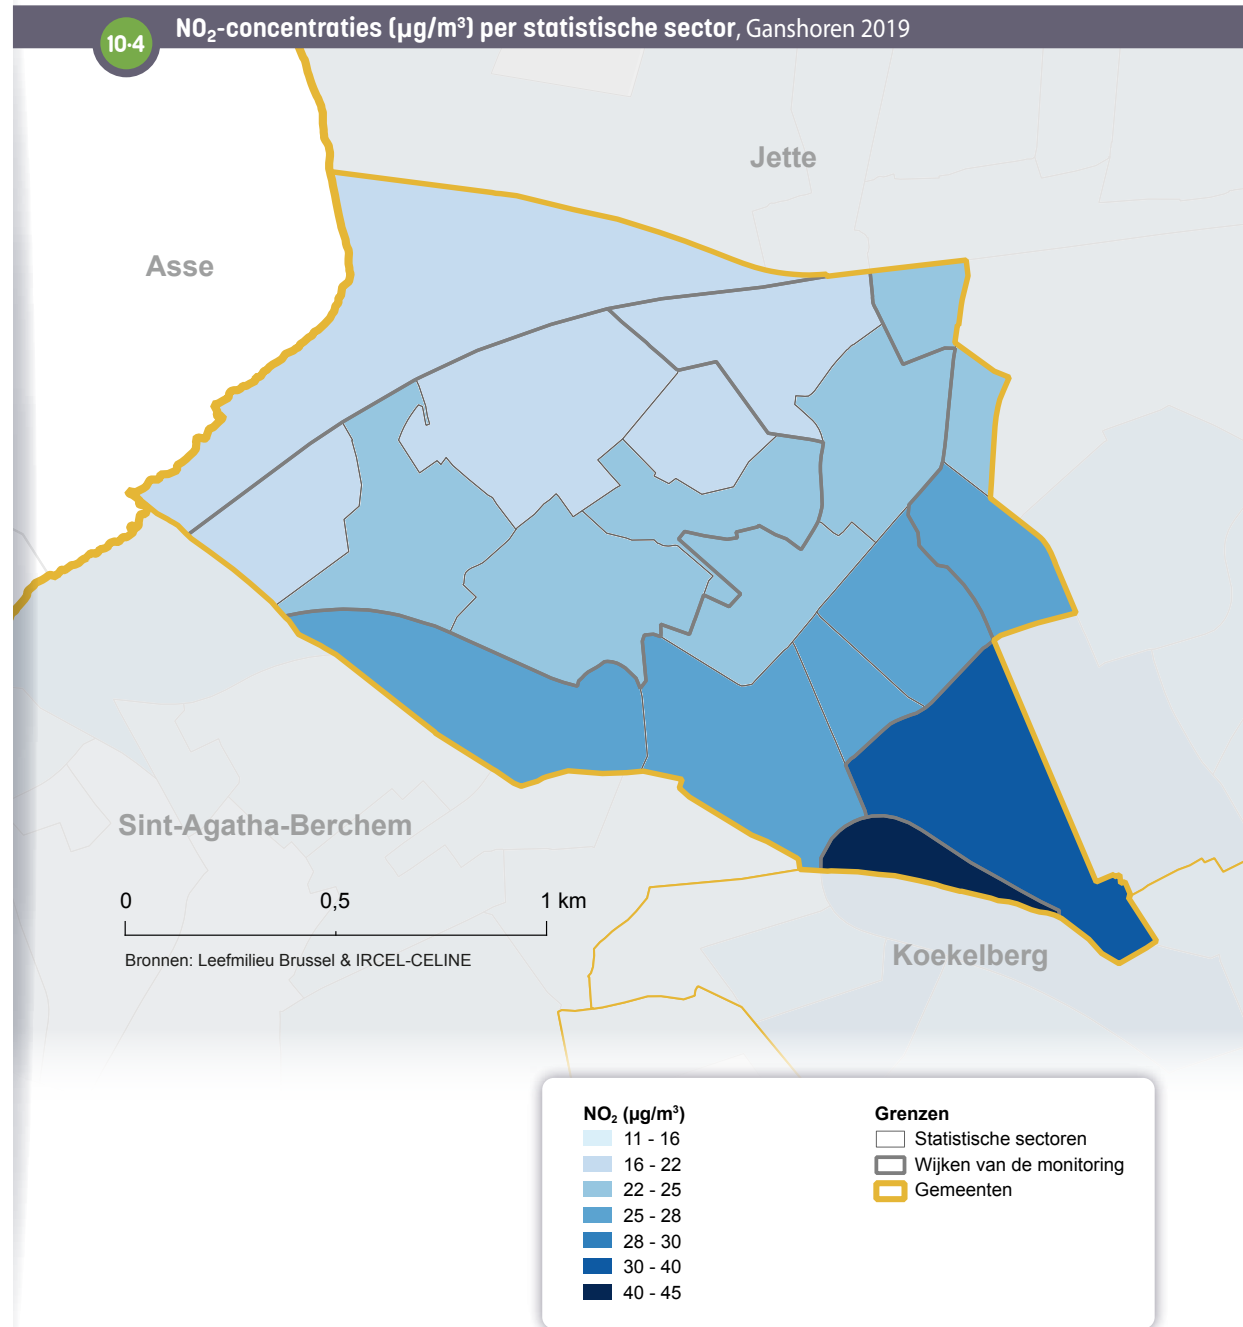 10·4 NO₂-concentraties (µg/m³) per statistische sector, Ganshoren 2019
Jette
Asse
Sint-Agatha-Berchem
0 0,5 1 km
Bronnen: Leefmilieu Brussel & IRCEL-CELINE
Koekelberg
NO₂ (µg/m³)
11 - 16
16 - 22
22 - 25
25 - 28
28 - 30
30 - 40
40 - 45
Grenzen
Statistische sectoren
Wijken van de monitoring
Gemeenten